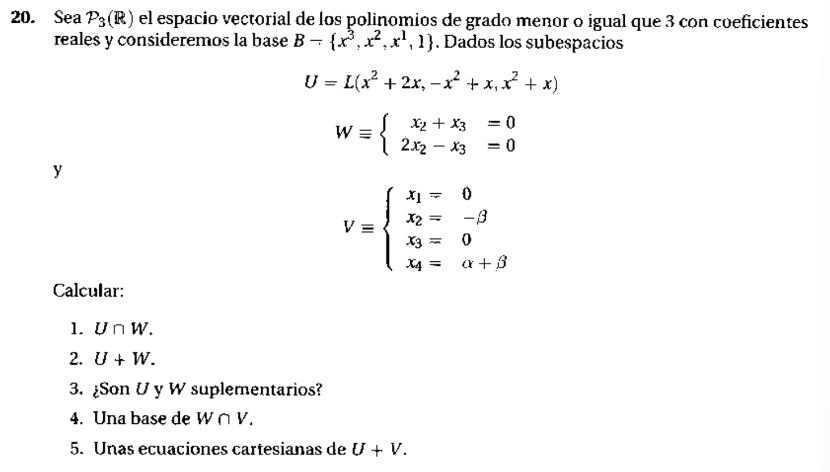 20. Sea 𝒫₃(ℝ) el espacio vectorial de los polinomios de grado menor o igual que 3 con coeficientes
reales y consideremos la base B = {x³, x², x¹, 1}. Dados los subespacios
U = L(x² + 2x, −x² + x, x² + x)
W ≡ { x₂ + x₃ = 0
2x₂ − x₃ = 0
y
V ≡ { x₁ = 0
x₂ = −β
x₃ = 0
x₄ = α + β
Calcular:
1. U ∩ W.
2. U + W.
3. ¿Son U y W suplementarios?
4. Una base de W ∩ V.
5. Unas ecuaciones cartesianas de U + V.